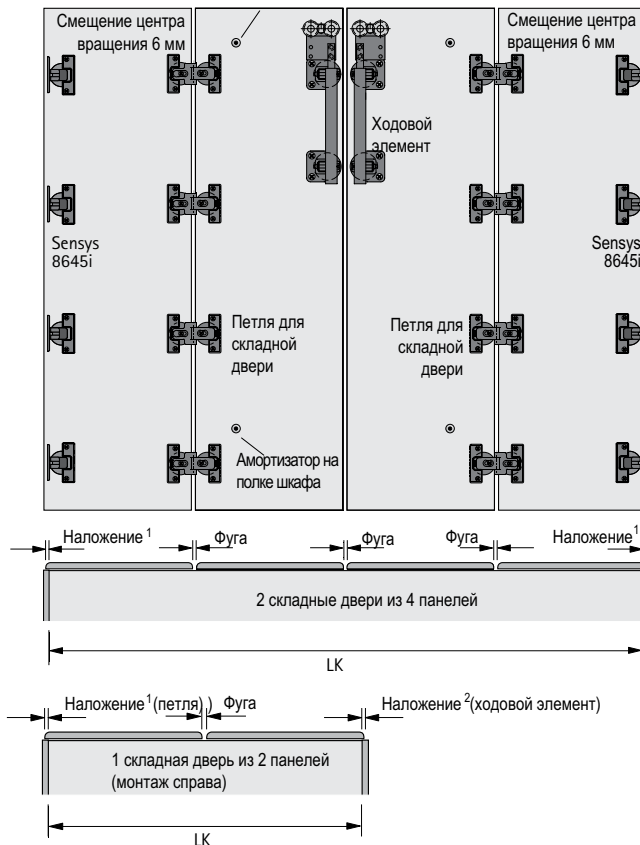 Смещение центра
вращения 6 мм
Смещение центра
вращения 6 мм
Ходовой
элемент
Sensys
8645i
Sensys
8645i
Петля для
складной
двери
Петля для
складной
двери
Амортизатор на
полке шкафа
Наложение 1
Фуга
Фуга
Фуга
Наложение 1
2 складные двери из 4 панелей
LK
Наложение 1 (петля) )
Фуга
Наложение 2 (ходовой элемент)
1 складная дверь из 2 панелей
(монтаж справа)
LK